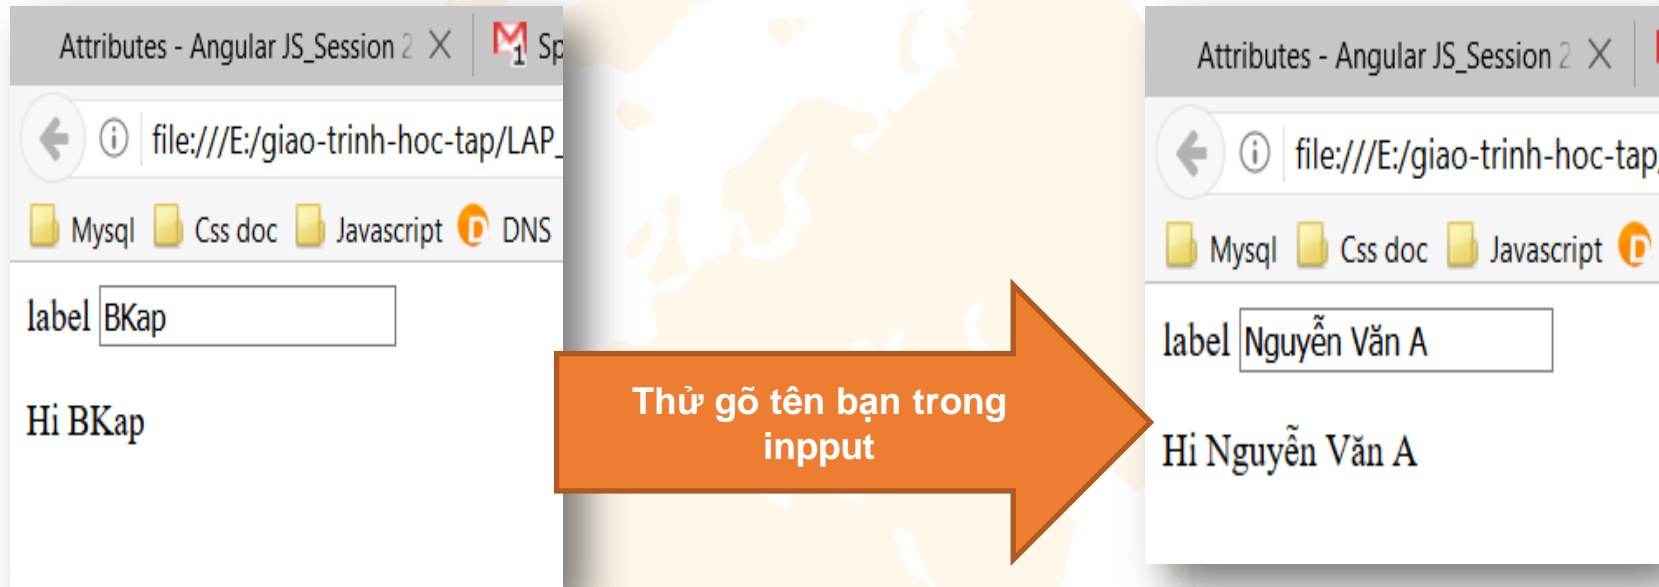 Attributes - Angular JS_Session 2
1 Sp
file:///E:/giao-trinh-hoc-tap/LAP_
Mysql Css doc Javascript D DNS
label BKap
Hi BKap
Thử gõ tên bạn trong
inpput
Attributes - Angular JS_Session 2
file:///E:/giao-trinh-hoc-tap/
Mysql Css doc Javascript D
label Nguyễn Văn A
Hi Nguyễn Văn A